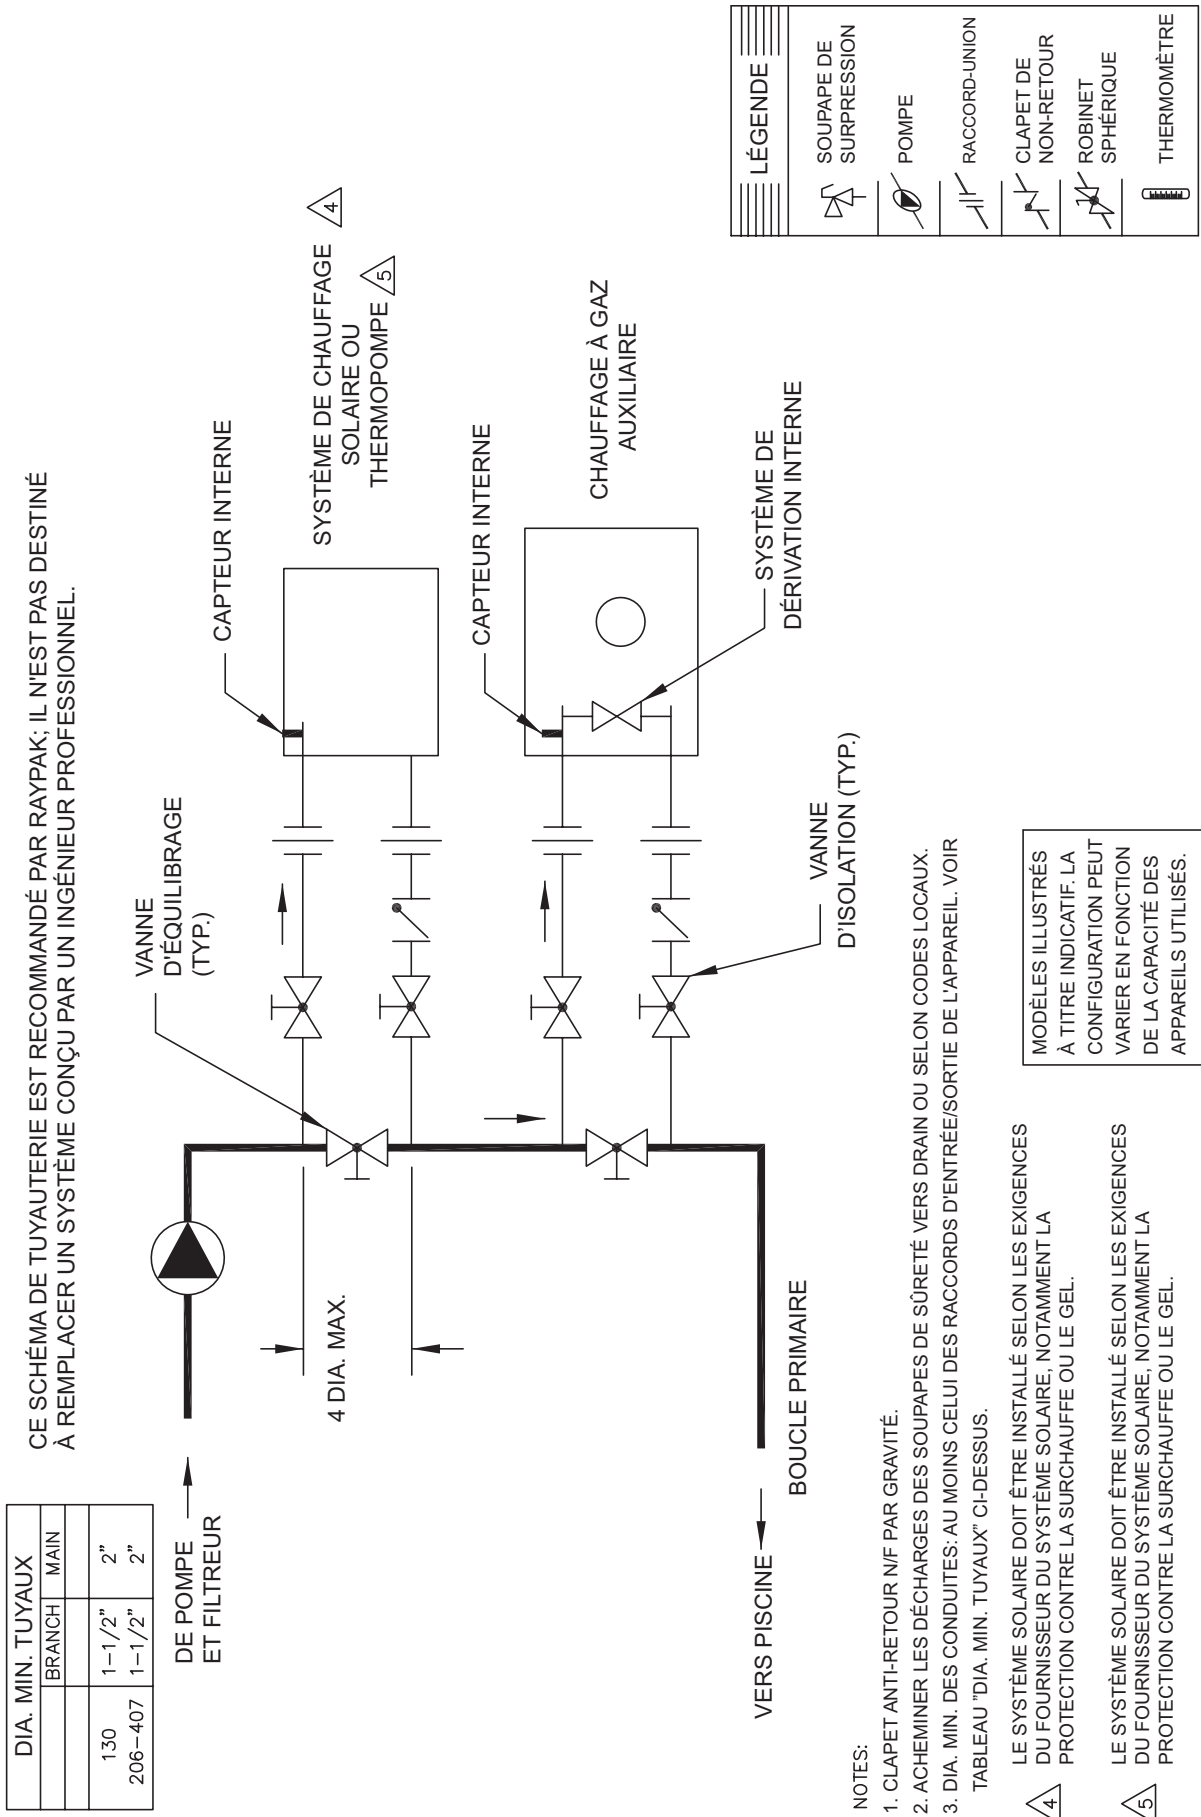 CE SCHÉMA DE TUYAUTERIE EST RECOMMANDÉ PAR RAYPAK; IL N'EST PAS DESTINÉ
À REMPLACER UN SYSTÈME CONÇU PAR UN INGÉNIEUR PROFESSIONNEL.
DIA. MIN. TUYAUX
BRANCH MAIN
130 1-1/2" 2"
206-407 1-1/2" 2"
DE POMPE
ET FILTREUR
VANNE
D'ÉQUILIBRAGE
(TYP.)
CAPTEUR INTERNE
SYSTÈME DE CHAUFFAGE 4
SOLAIRE OU
THERMOPOMPE 5
4 DIA. MAX.
CAPTEUR INTERNE
CHAUFFAGE À GAZ
AUXILIAIRE
SYSTÈME DE
DÉRIVATION INTERNE
VANNE
D'ISOLATION (TYP.)
VERS PISCINE
BOUCLE PRIMAIRE
LÉGENDE
SOUPAPE DE
SURPRESSION
POMPE
RACCORD-UNION
CLAPET DE
NON-RETOUR
ROBINET
SPHÉRIQUE
THERMOMÈTRE
NOTES:
1. CLAPET ANTI-RETOUR N/F PAR GRAVITÉ.
2. ACHEMINER LES DÉCHARGES DES SOUPAPES DE SÛRETÉ VERS DRAIN OU SELON CODES LOCAUX.
3. DIA. MIN. DES CONDUITES: AU MOINS CELUI DES RACCORDS D'ENTRÉE/SORTIE DE L'APPAREIL. VOIR
TABLEAU "DIA. MIN. TUYAUX" CI-DESSUS.
4 LE SYSTÈME SOLAIRE DOIT ÊTRE INSTALLÉ SELON LES EXIGENCES
DU FOURNISSEUR DU SYSTÈME SOLAIRE, NOTAMMENT LA
PROTECTION CONTRE LA SURCHAUFFE OU LE GEL.
5 LE SYSTÈME SOLAIRE DOIT ÊTRE INSTALLÉ SELON LES EXIGENCES
DU FOURNISSEUR DU SYSTÈME SOLAIRE, NOTAMMENT LA
PROTECTION CONTRE LA SURCHAUFFE OU LE GEL.
MODÈLES ILLUSTRÉS
À TITRE INDICATIF. LA
CONFIGURATION PEUT
VARIER EN FONCTION
DE LA CAPACITÉ DES
APPAREILS UTILISÉS.